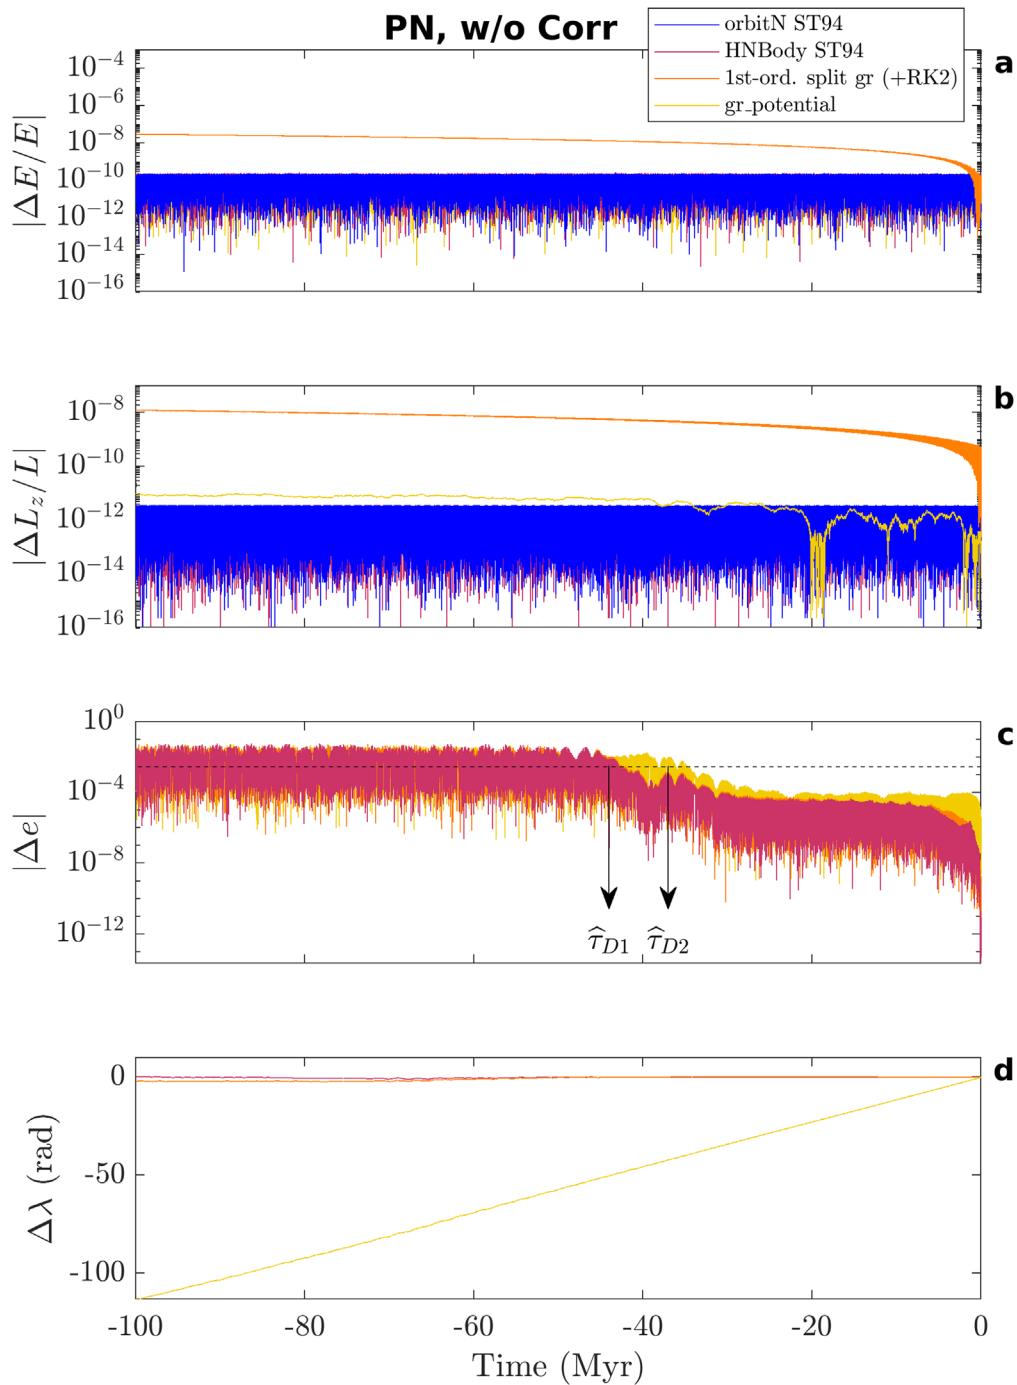 PN, w/o Corr
orbitN ST94
HNBody ST94
1st-ord. split gr (+RK2)
gr_potential
a
|ΔE/E|
10⁻⁴
10⁻⁶
10⁻⁸
10⁻¹⁰
10⁻¹²
10⁻¹⁴
10⁻¹⁶
b
|ΔL_z/L|
10⁻⁸
10⁻¹⁰
10⁻¹²
10⁻¹⁴
10⁻¹⁶
c
|Δe|
10⁰
10⁻⁴
10⁻⁸
10⁻¹²
τ̂_D1 τ̂_D2
d
Δλ (rad)
0
-50
-100
-100 -80 -60 -40 -20 0
Time (Myr)